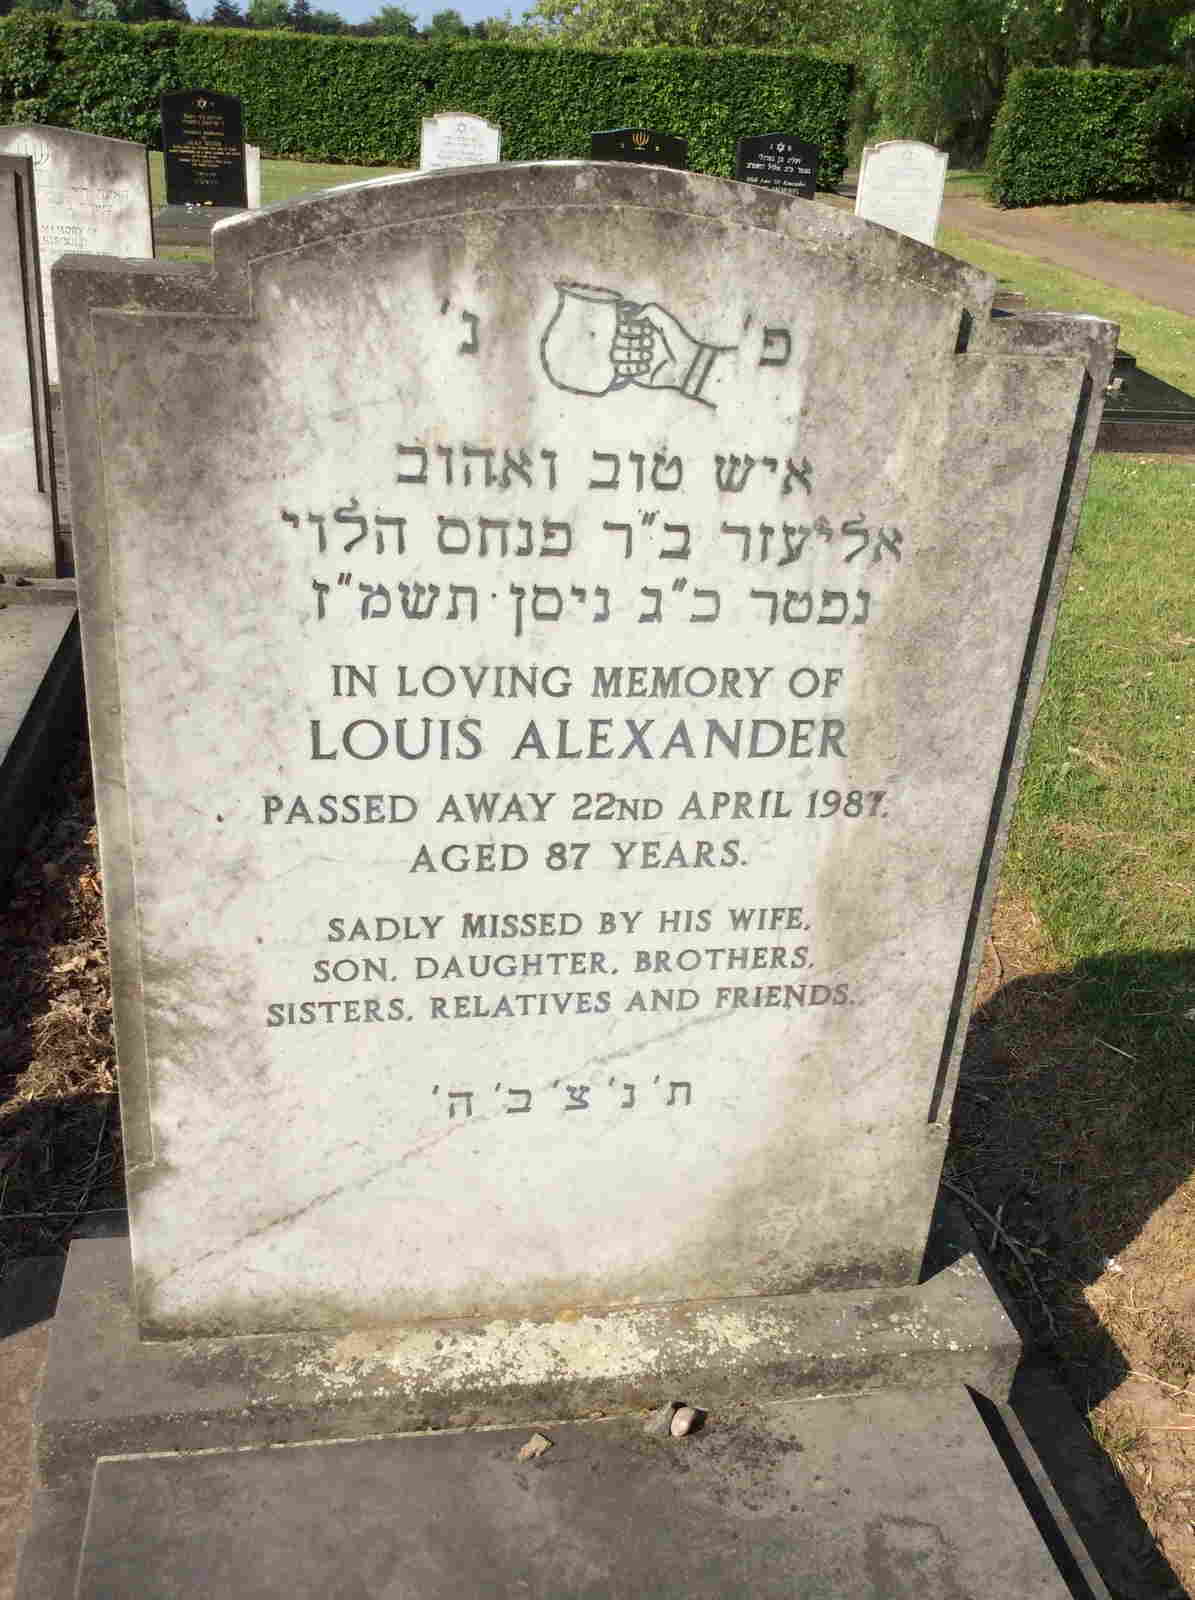 פ' נ'
איש טוב ואהוב
אליעזר ב"ר פנחס הלוי
נפטר כ"ג ניסן תשמ"ז
IN LOVING MEMORY OF
LOUIS ALEXANDER
PASSED AWAY 22ND APRIL 1987.
AGED 87 YEARS.
SADLY MISSED BY HIS WIFE,
SON, DAUGHTER, BROTHERS,
SISTERS, RELATIVES AND FRIENDS.
ת' נ' צ' ב' ה'